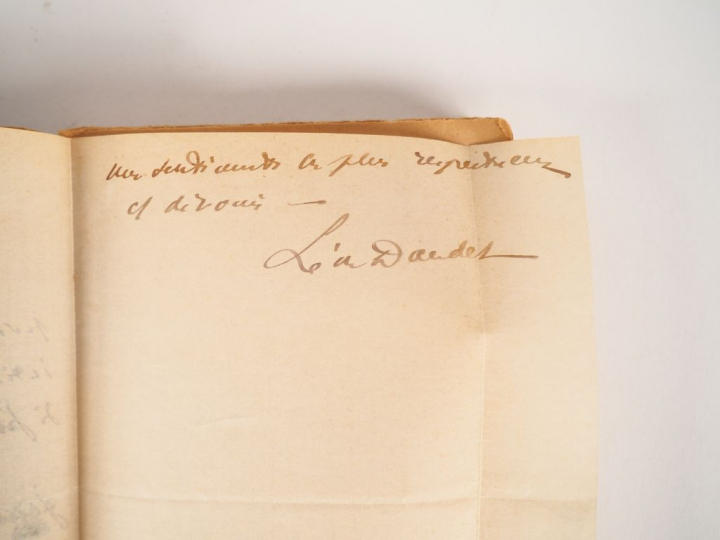 mes sentiments les plus respectueux
et dévoués —
Léon Daudet